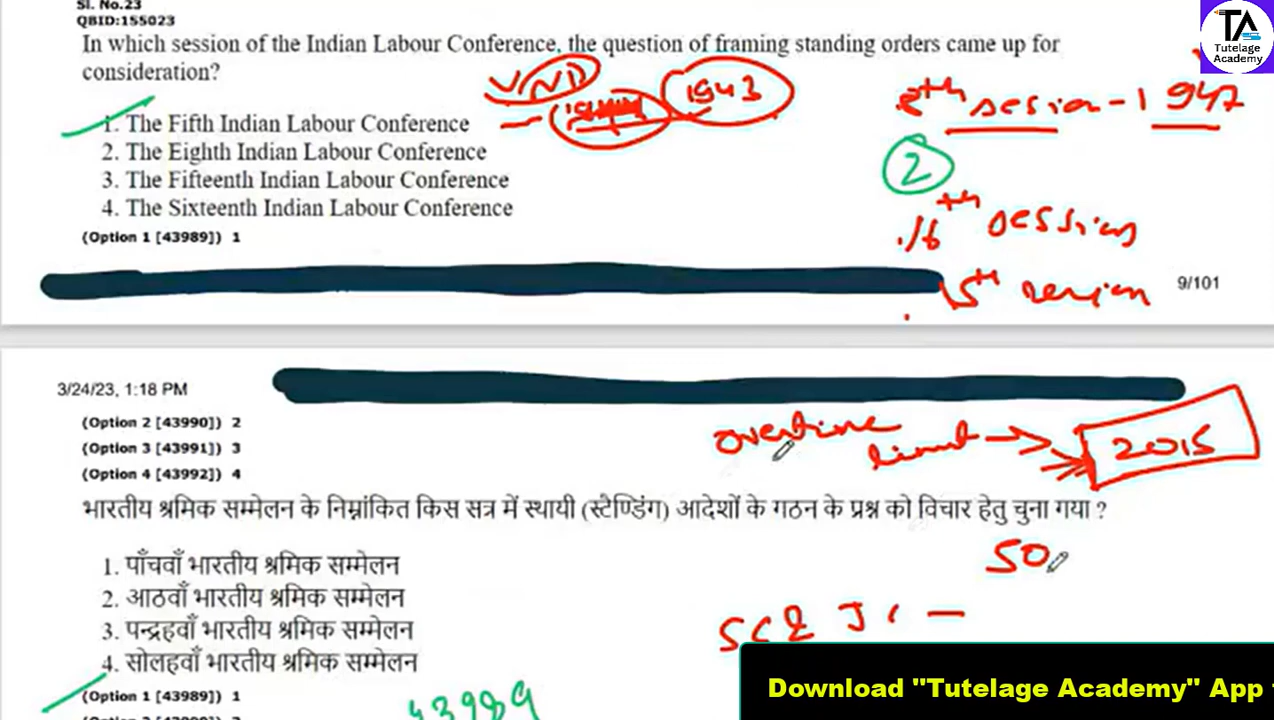 Sl. No.23
QBID:155023
In which session of the Indian Labour Conference, the question of framing standing orders came up for
consideration?
1943
8th session - 1947
1. The Fifth Indian Labour Conference
2. The Eighth Indian Labour Conference
2
3. The Fifteenth Indian Labour Conference
4. The Sixteenth Indian Labour Conference
16th session
(Option 1 [43989]) 1
15th session
9/101
3/24/23, 1:18 PM
(Option 2 [43990]) 2
overtime
limit
2015
(Option 3 [43991]) 3
(Option 4 [43992]) 4
भारतीय श्रमिक सम्मेलन के निम्नांकित किस सत्र में स्थायी (स्टैण्डिंग) आदेशों के गठन के प्रश्न को विचार हेतु चुना गया ?
50
1. पाँचवाँ भारतीय श्रमिक सम्मेलन
2. आठवाँ भारतीय श्रमिक सम्मेलन
3. पन्द्रहवाँ भारतीय श्रमिक सम्मेलन
4. सोलहवाँ भारतीय श्रमिक सम्मेलन
(Option 1 [43989]) 1
43989
TA
Tutelage
Academy
Download "Tutelage Academy" App